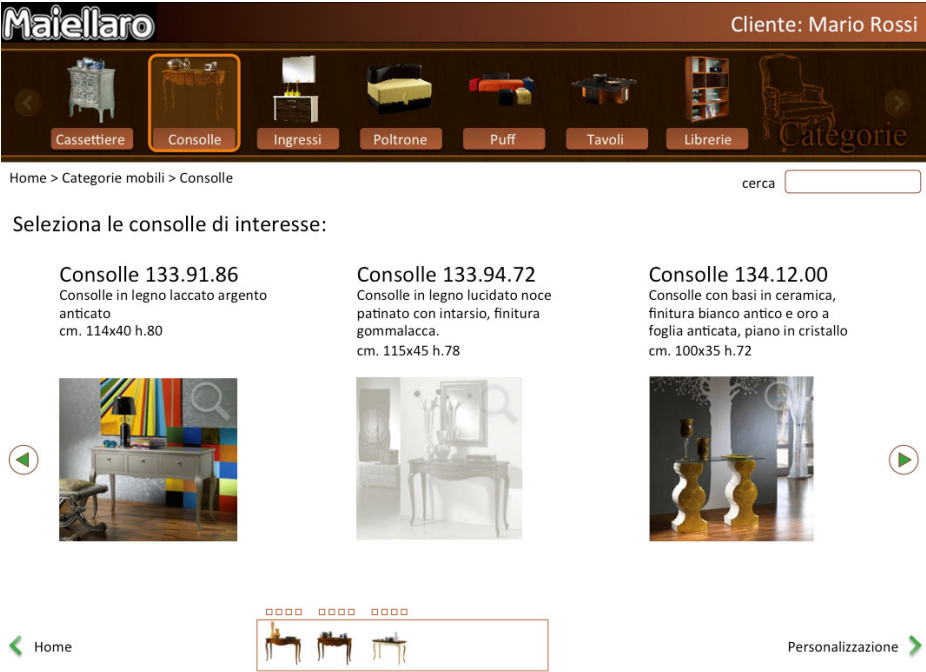 Maiellaro
Cliente: Mario Rossi
Cassettiere
Consolle
Ingressi
Poltrone
Puff
Tavoli
Librerie
Categorie
Home > Categorie mobili > Consolle
cerca
Seleziona le consolle di interesse:
Consolle 133.91.86
Consolle in legno laccato argento
anticato
cm. 114x40 h.80
Consolle 133.94.72
Consolle in legno lucidato noce
patinato con intarsio, finitura
gommalacca.
cm. 115x45 h.78
Consolle 134.12.00
Consolle con basi in ceramica,
finitura bianco antico e oro a
foglia anticata, piano in cristallo
cm. 100x35 h.72
Home
Personalizzazione